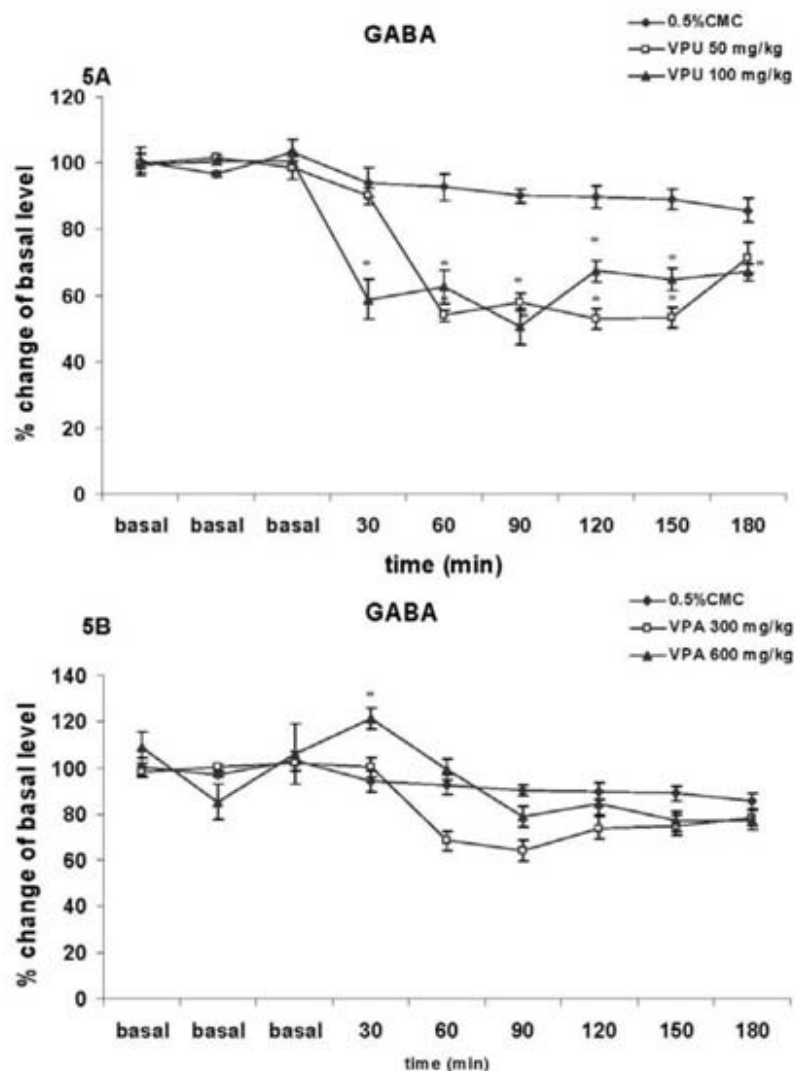 GABA
0.5%CMC
VPU 50 mg/kg
VPU 100 mg/kg
5A
% change of basal level
120
100
80
60
40
20
0
basal basal basal 30 60 90 120 150 180
time (min)
GABA
0.5%CMC
VPA 300 mg/kg
VPA 600 mg/kg
5B
% change of basal level
140
120
100
80
60
40
20
0
basal basal basal 30 60 90 120 150 180
time (min)